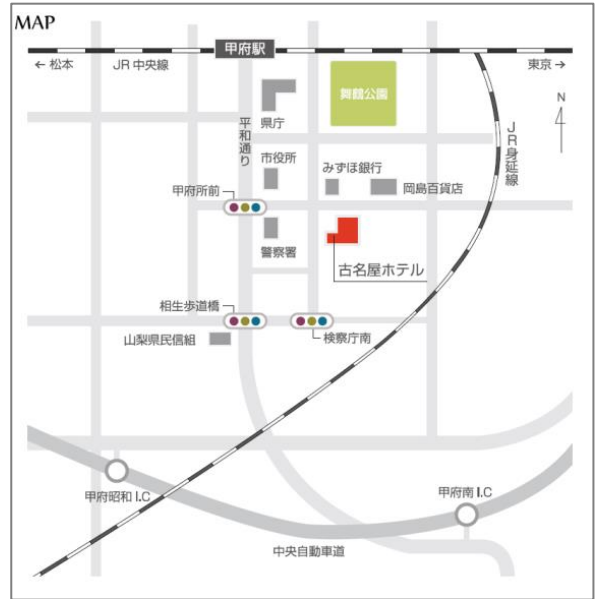 MAP
甲府駅
← 松本
JR 中央線
東京 →
舞鶴公園
N
県庁
平和通り
JR身延線
市役所
みずほ銀行
岡島百貨店
甲府所前
警察署
古名屋ホテル
相生歩道橋
山梨県民信組
検察庁南
甲府昭和 I.C
甲府南 I.C
中央自動車道